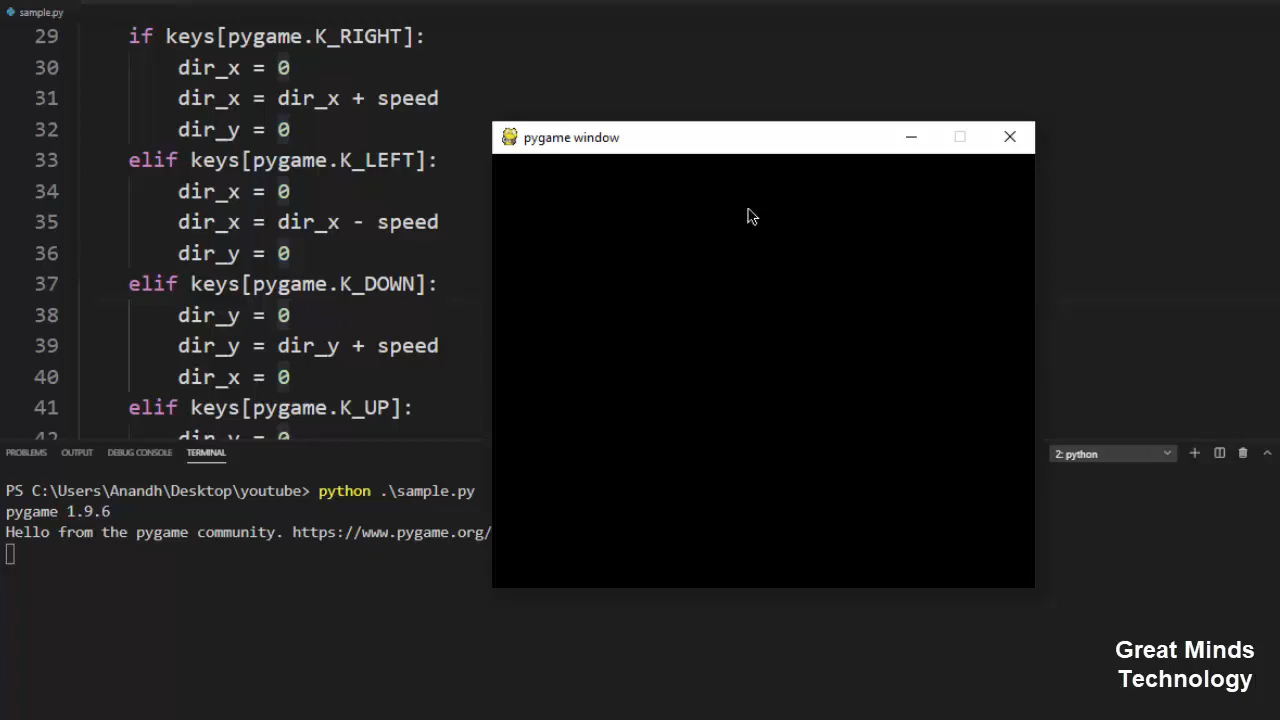 sample.py
29 if keys[pygame.K_RIGHT]:
30 dir_x = 0
31 dir_x = dir_x + speed
32 dir_y = 0
33 elif keys[pygame.K_LEFT]:
34 dir_x = 0
35 dir_x = dir_x - speed
36 dir_y = 0
37 elif keys[pygame.K_DOWN]:
38 dir_y = 0
39 dir_y = dir_y + speed
40 dir_x = 0
41 elif keys[pygame.K_UP]:
42 dir_y = 0
pygame window
PROBLEMS OUTPUT DEBUG CONSOLE TERMINAL
2: python
PS C:\Users\Anandh\Desktop\youtube> python .\sample.py
pygame 1.9.6
Hello from the pygame community. https://www.pygame.org/
Great Minds
Technology